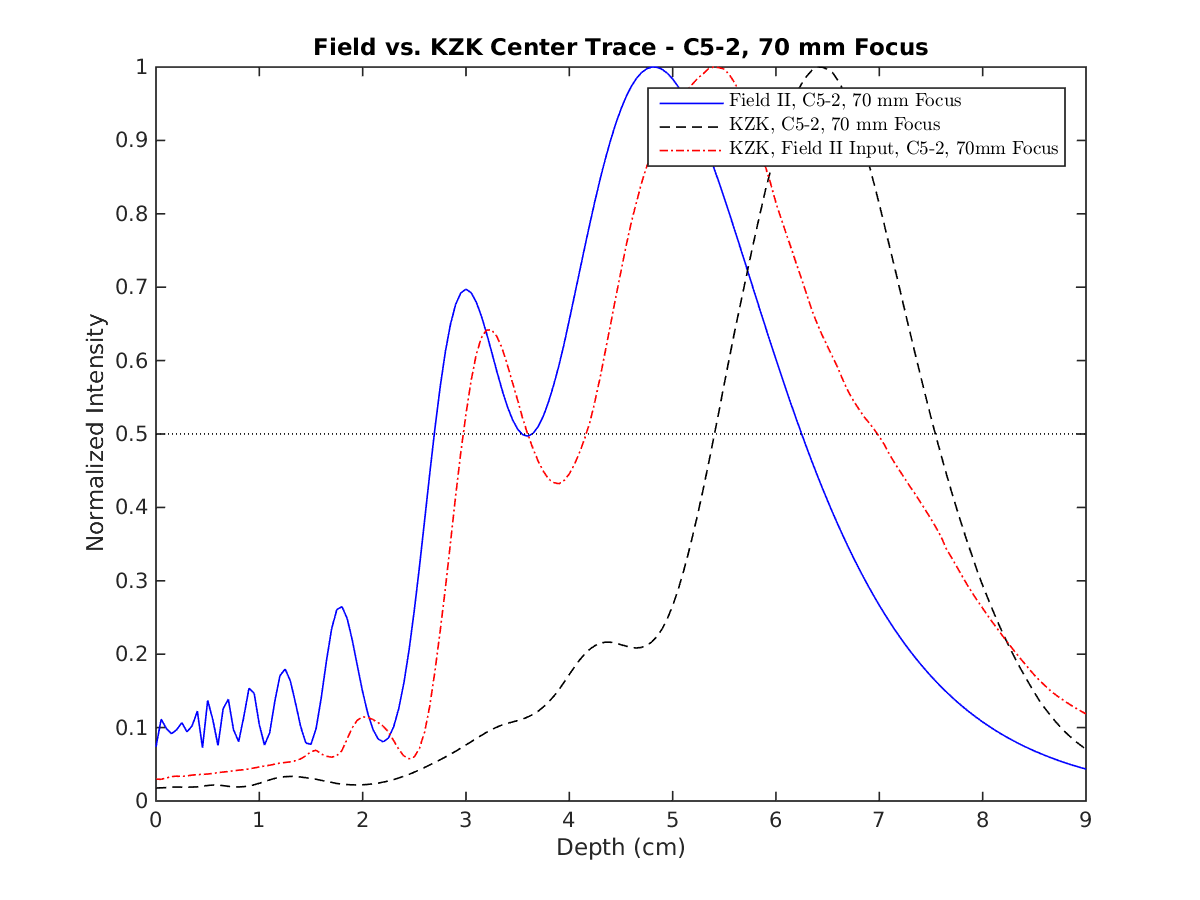 Field vs. KZK Center Trace - C5-2, 70 mm Focus
1
Field II, C5-2, 70 mm Focus
KZK, C5-2, 70 mm Focus
KZK, Field II Input, C5-2, 70mm Focus
0.9
0.8
0.7
0.6
0.5
0.4
0.3
0.2
0.1
0
Normalized Intensity
0 1 2 3 4 5 6 7 8 9
Depth (cm)